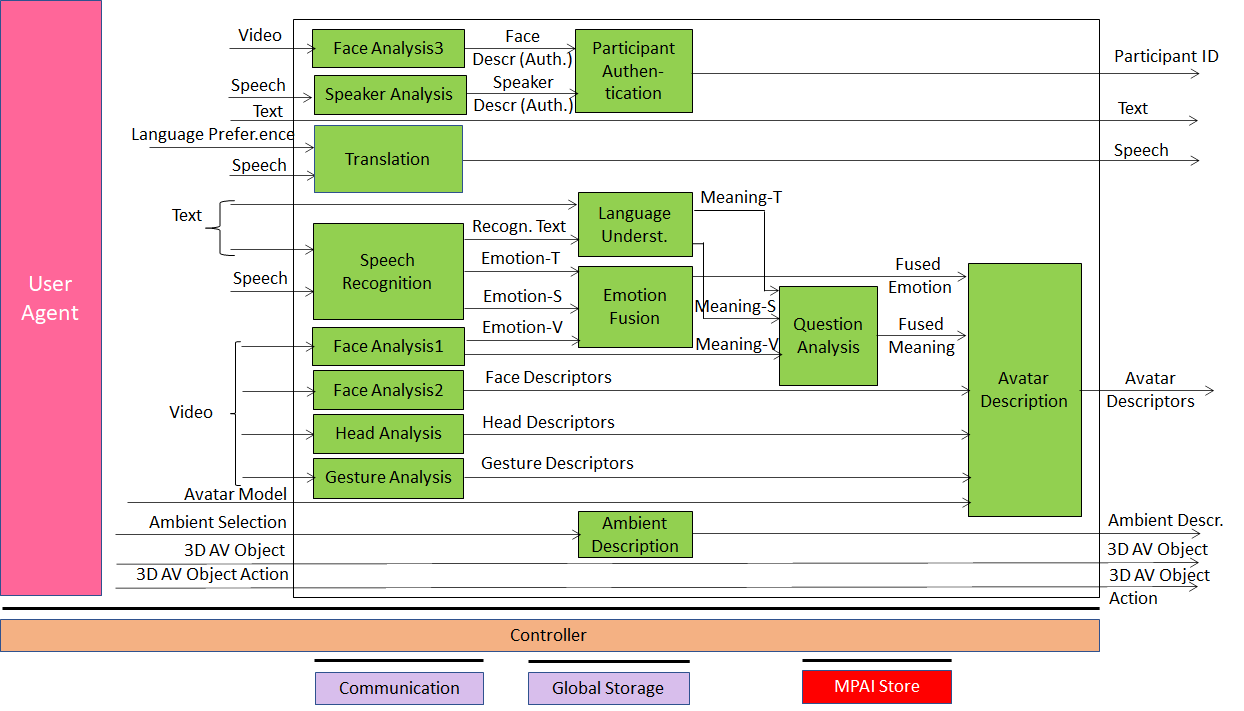 User
Agent
Video
Face Analysis3
Face
Descr (Auth.)
Participant
Authen-
tication
Participant ID
Speech
Speaker Analysis
Speaker
Descr (Auth.)
Text
Text
Language Prefer.ence
Speech
Translation
Speech
Text
Language
Underst.
Meaning-T
Speech
Recognition
Recogn. Text
Emotion-T
Emotion-S
Speech
Emotion
Fusion
Fused
Emotion
Meaning-S
Question
Analysis
Fused
Meaning
Face Analysis1
Emotion-V
Meaning-V
Video
Face Analysis2
Face Descriptors
Avatar
Description
Avatar
Descriptors
Head Analysis
Head Descriptors
Gesture Analysis
Gesture Descriptors
Avatar Model
Ambient Selection
Ambient
Description
Ambient Descr.
3D AV Object
3D AV Object
3D AV Object Action
3D AV Object
Action
Controller
Communication
Global Storage
MPAI Store